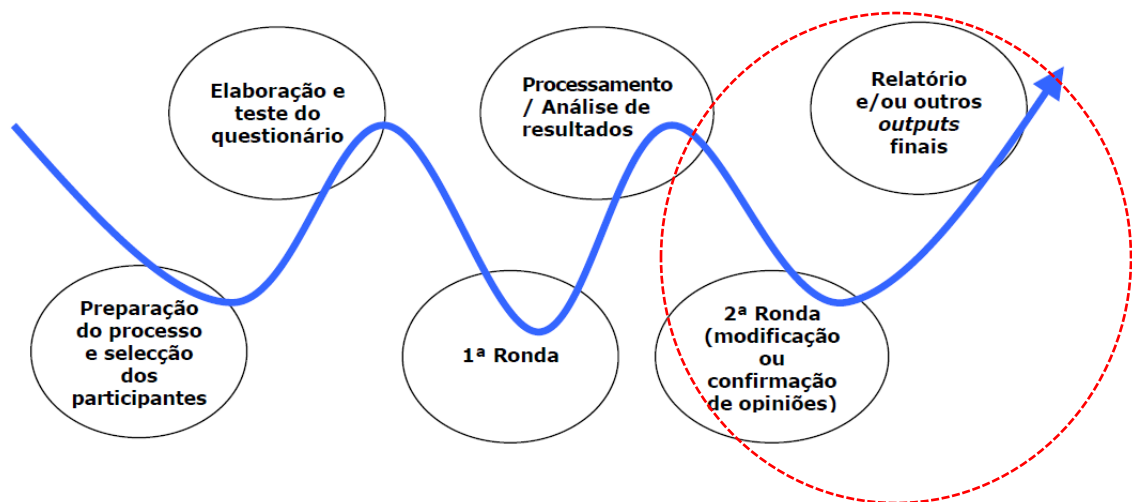 Preparação
do processo
e selecção
dos
participantes
Elaboração e
teste do
questionário
1ª Ronda
Processamento
/ Análise de
resultados
2ª Ronda
(modificação
ou
confirmação
de opiniões)
Relatório
e/ou outros
outputs
finais